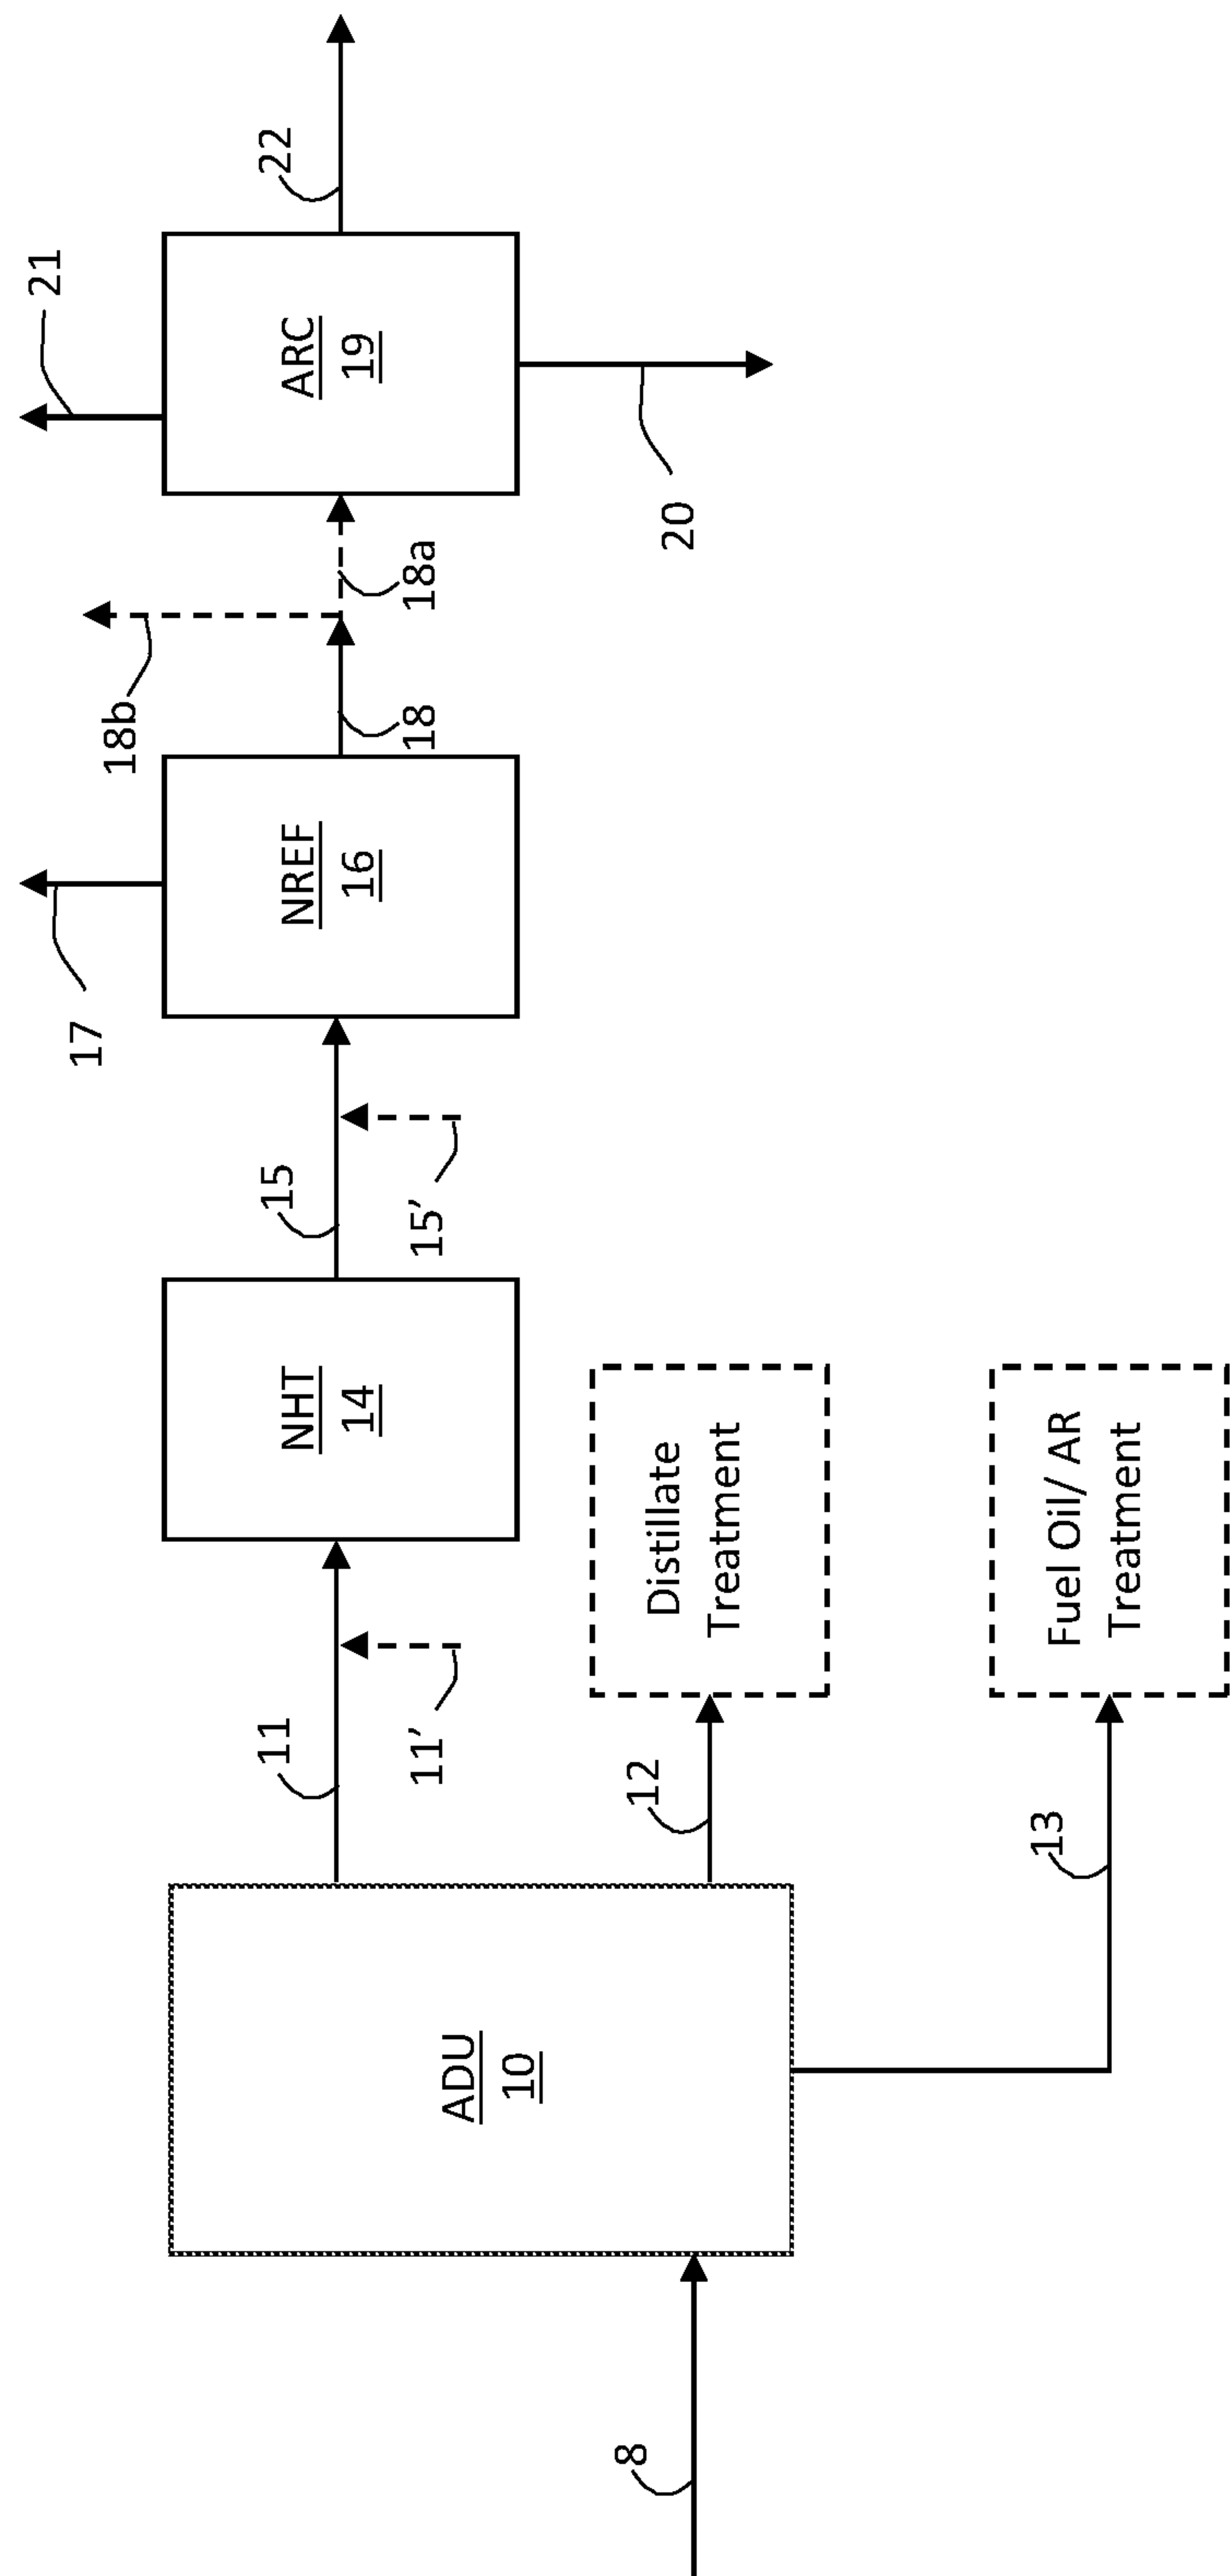 8
ADU
10
11
11’
12
13
Distillate
Treatment
Fuel Oil/ AR
Treatment
NHT
14
15
15’
NREF
16
17
18
18a
18b
ARC
19
20
21
22